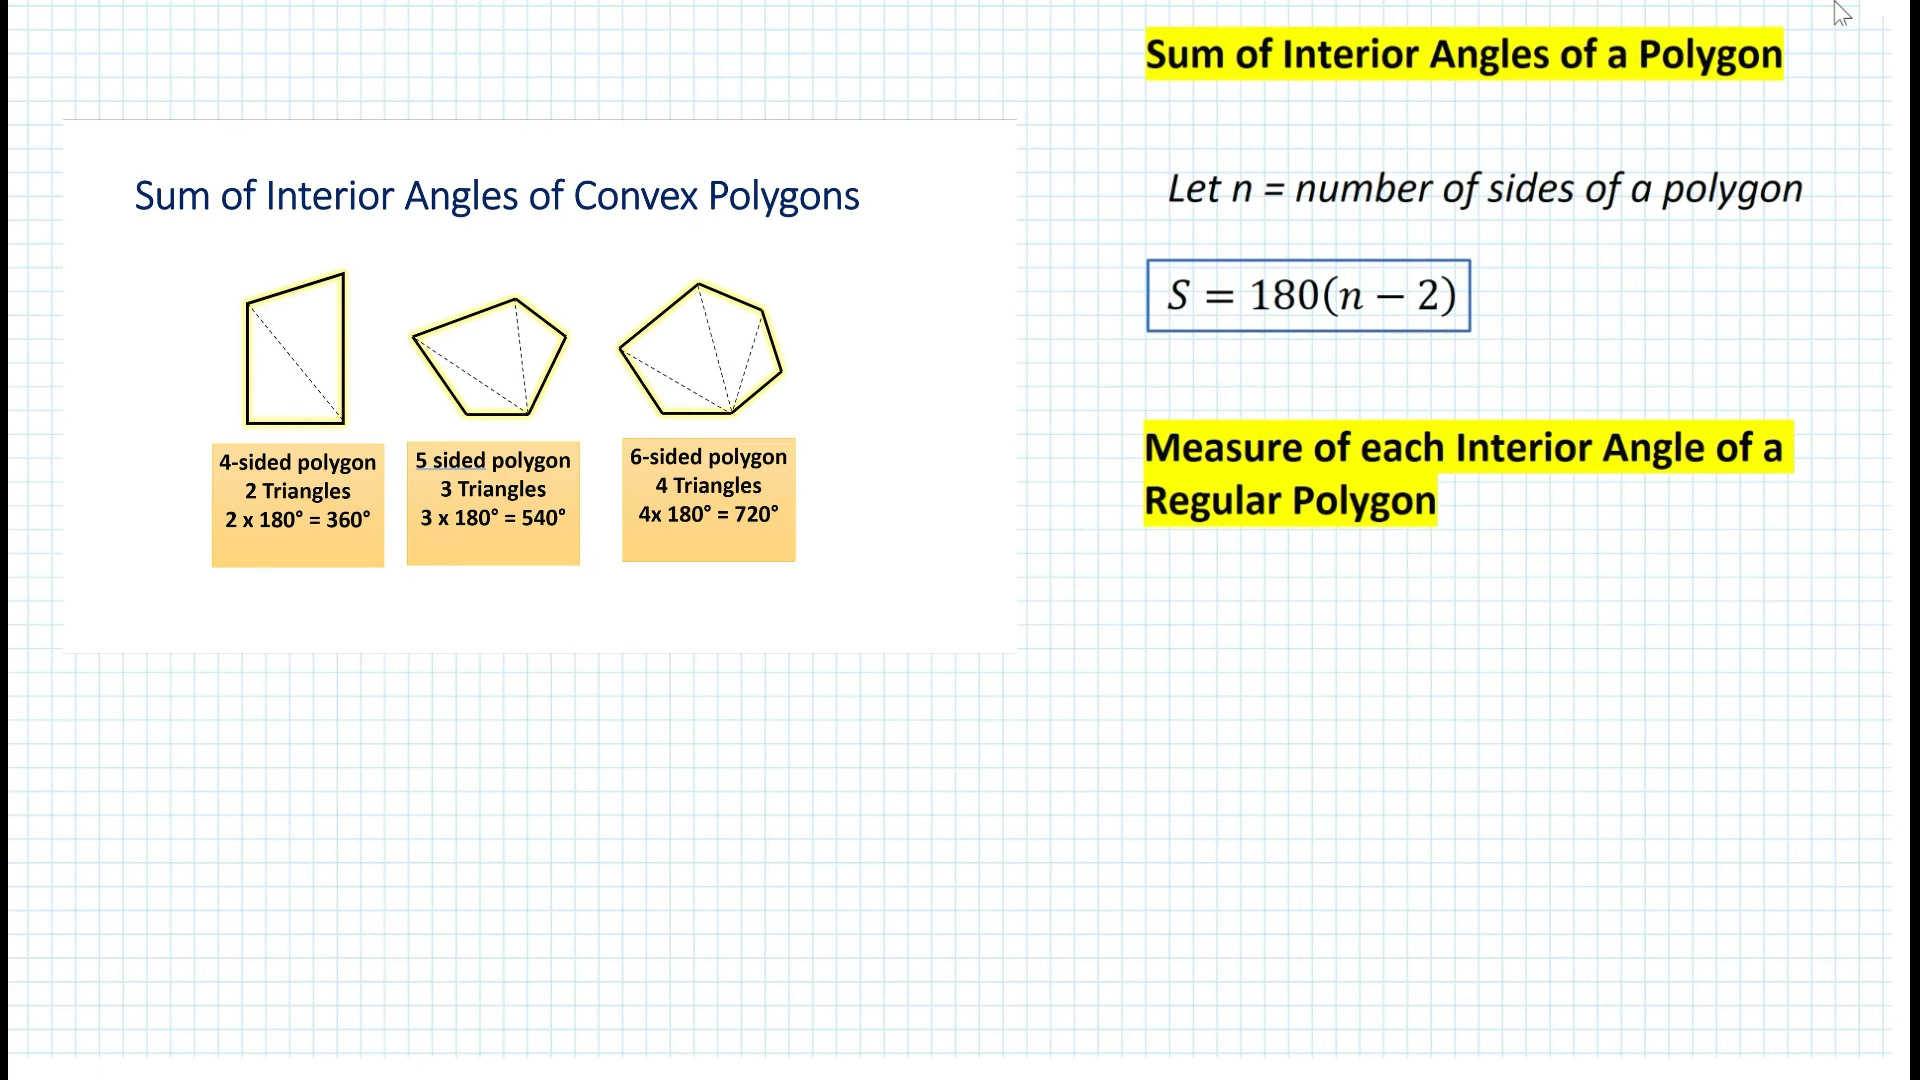 Sum of Interior Angles of a Polygon
Let n = number of sides of a polygon
S = 180(n − 2)
Measure of each Interior Angle of a
Regular Polygon
Sum of Interior Angles of Convex Polygons
4-sided polygon
2 Triangles
2 x 180° = 360°
5 sided polygon
3 Triangles
3 x 180° = 540°
6-sided polygon
4 Triangles
4x 180° = 720°